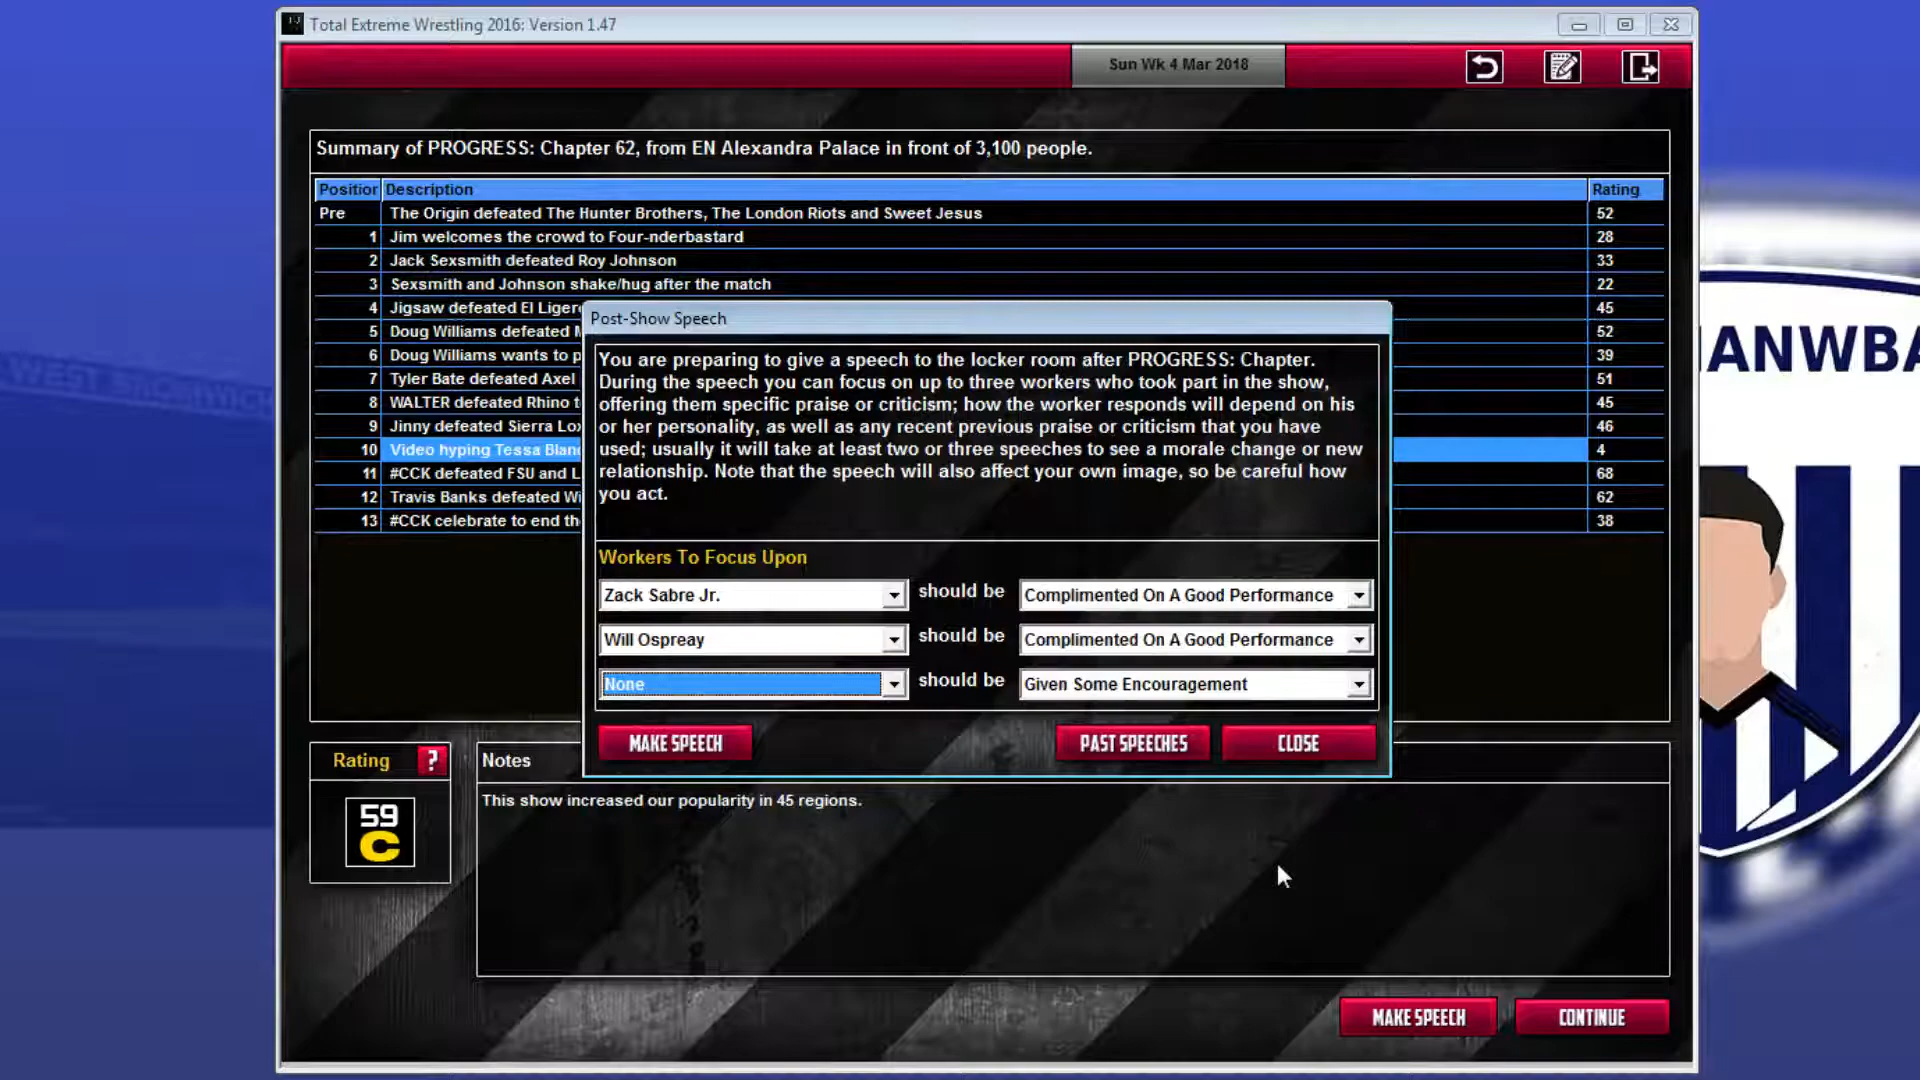 Total Extreme Wrestling 2016: Version 1.47
Sun Wk 4 Mar 2018
Summary of PROGRESS: Chapter 62, from EN Alexandra Palace in front of 3,100 people.
Position Description Rating
Pre The Origin defeated The Hunter Brothers, The London Riots and Sweet Jesus 52
1 Jim welcomes the crowd to Four-nderbastard 28
2 Jack Sexsmith defeated Roy Johnson 33
3 Sexsmith and Johnson shake/hug after the match 22
4 Jigsaw defeated El Liger 45
5 Doug Williams defeated 52
6 Doug Williams wants to p 39
7 Tyler Bate defeated Axel 51
8 WALTER defeated Rhino t 45
9 Jinny defeated Sierra Lo 46
10 Video hyping Tessa Blan 4
11 #CCK defeated FSU and L 68
12 Travis Banks defeated Wi 62
13 #CCK celebrate to end th 38
Post-Show Speech
You are preparing to give a speech to the locker room after PROGRESS: Chapter.
During the speech you can focus on up to three workers who took part in the show,
offering them specific praise or criticism; how the worker responds will depend on his
or her personality, as well as any recent previous praise or criticism that you have
used; usually it will take at least two or three speeches to see a morale change or new
relationship. Note that the speech will also affect your own image, so be careful how
you act.
Workers To Focus Upon
Zack Sabre Jr. should be Complimented On A Good Performance
Will Ospreay should be Complimented On A Good Performance
None should be Given Some Encouragement
MAKE SPEECH PAST SPEECHES CLOSE
Rating ? Notes
59
C
This show increased our popularity in 45 regions.
MAKE SPEECH CONTINUE
ANWBA